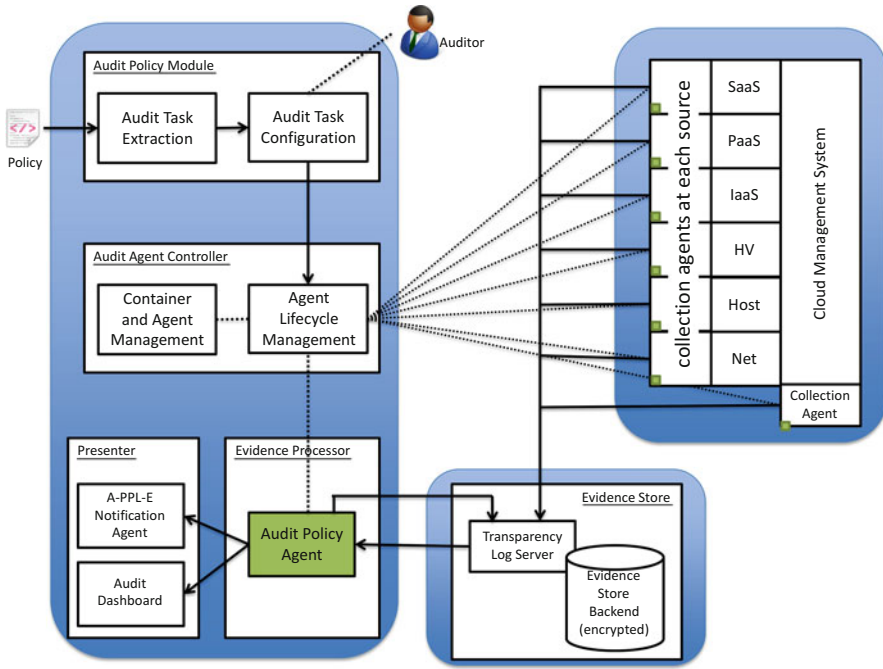 Auditor
Audit Policy Module
Audit Task
Extraction
Audit Task
Configuration
</>
Policy
Audit Agent Controller
Container
and Agent
Management
Agent
Lifecycle
Management
collection agents at each source
SaaS
PaaS
IaaS
HV
Host
Net
Cloud Management System
Collection
Agent
Presenter
A-PPL-E
Notification
Agent
Audit
Dashboard
Evidence Processor
Audit Policy
Agent
Evidence Store
Transparency
Log Server
Evidence
Store
Backend
(encrypted)